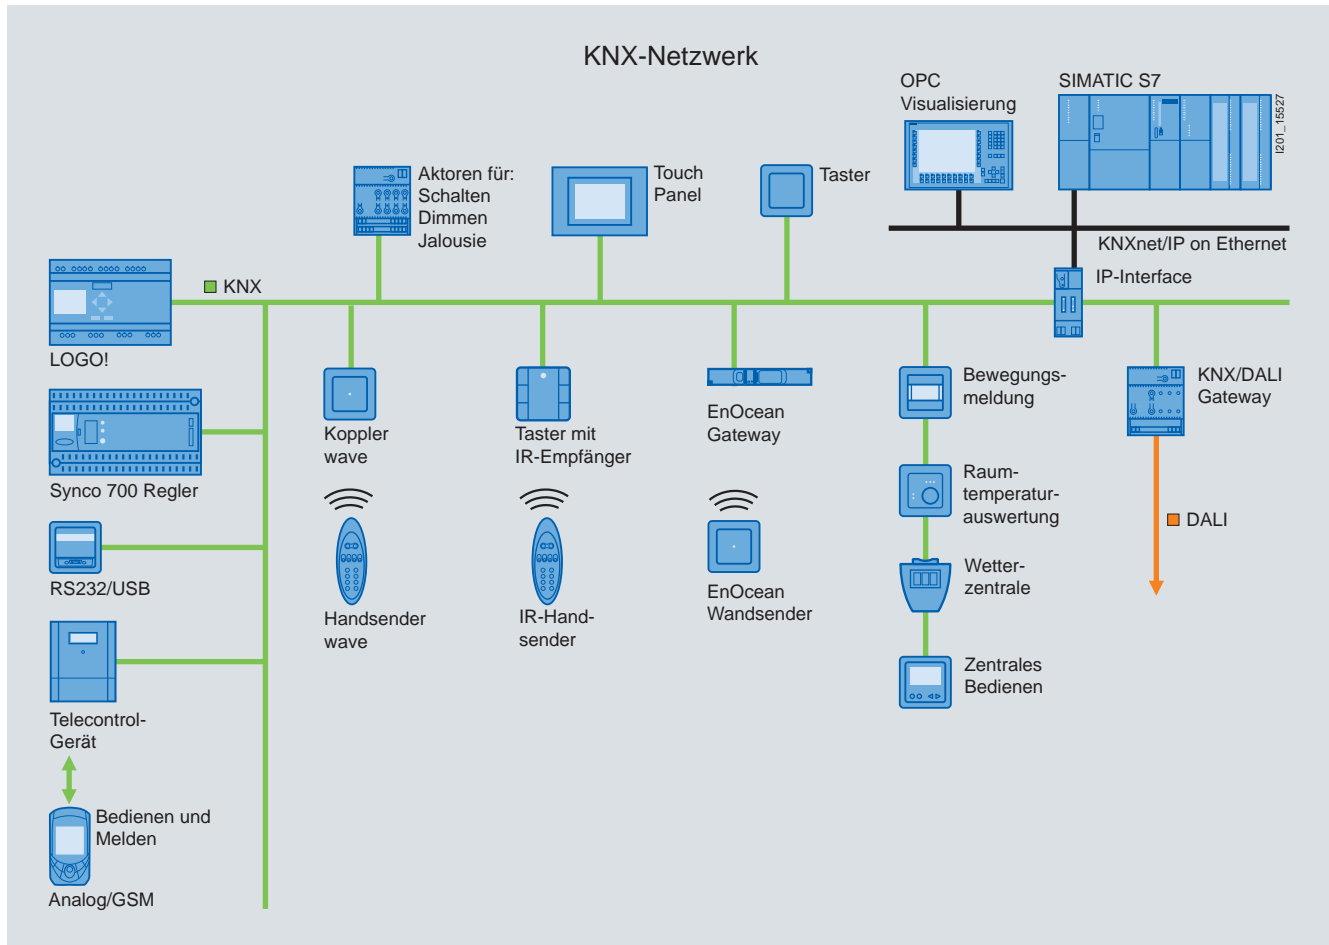 KNX-Netzwerk
OPC
Visualisierung
SIMATIC S7
I201_15527
Aktoren für:
Schalten
Dimmen
Jalousie
Touch
Panel
Taster
KNXnet/IP on Ethernet
IP-Interface
KNX
LOGO!
Koppler
wave
Taster mit
IR-Empfänger
EnOcean
Gateway
Bewegungs-
meldung
KNX/DALI
Gateway
Synco 700 Regler
Raum-
temperatur-
auswertung
DALI
RS232/USB
Handsender
wave
IR-Hand-
sender
EnOcean
Wandsender
Wetter-
zentrale
Zentrales
Bedienen
Telecontrol-
Gerät
Bedienen und
Melden
Analog/GSM